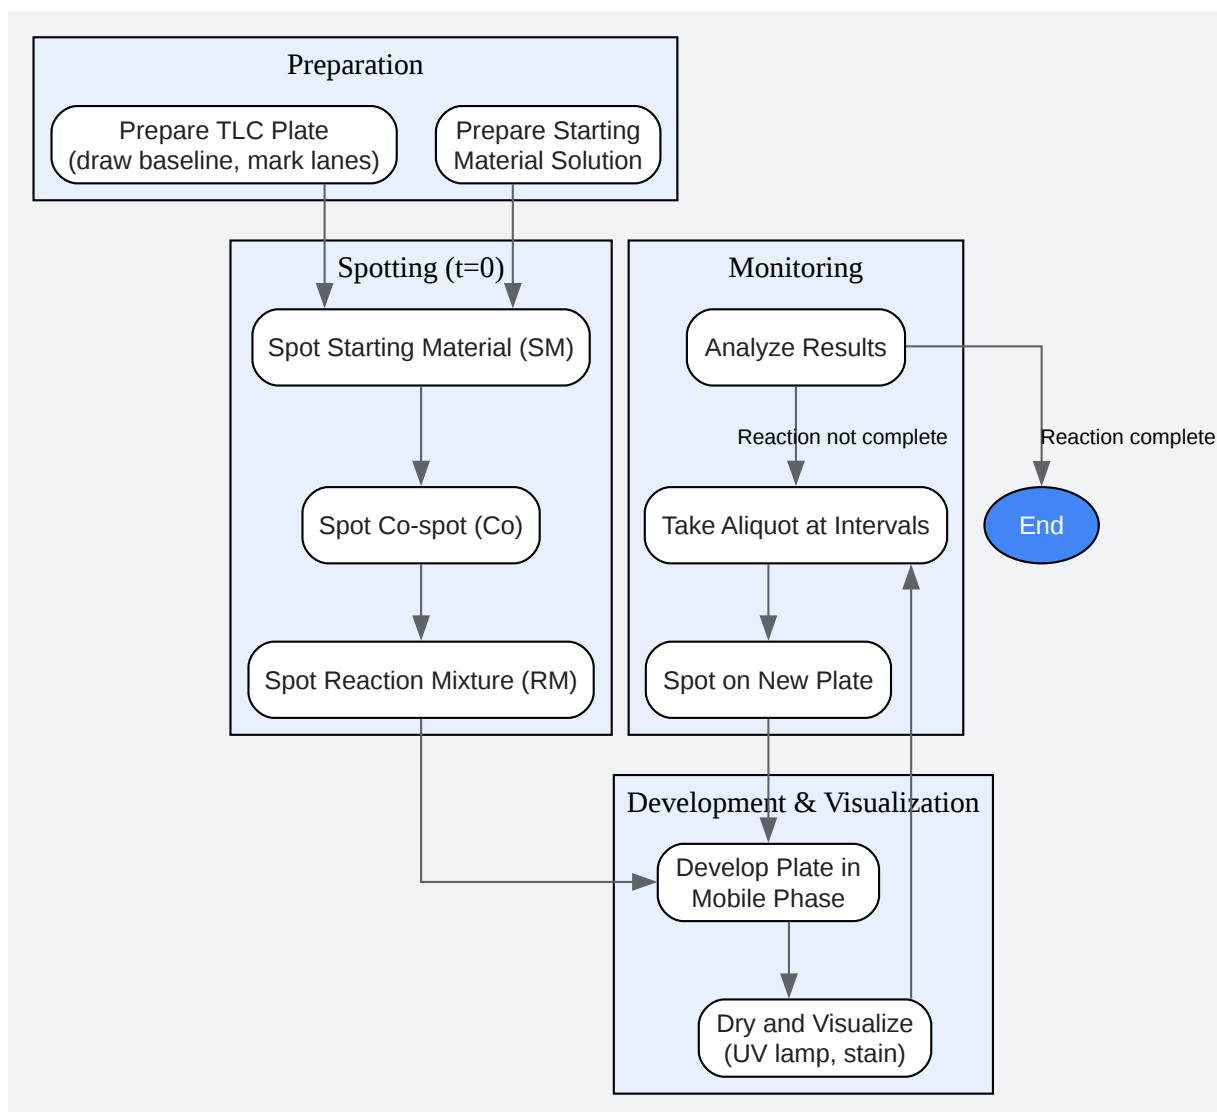 Preparation
Prepare TLC Plate
(draw baseline, mark lanes)
Prepare Starting
Material Solution
Spotting (t=0)
Spot Starting Material (SM)
Spot Co-spot (Co)
Spot Reaction Mixture (RM)
Monitoring
Analyze Results
Reaction not complete
Reaction complete
Take Aliquot at Intervals
End
Spot on New Plate
Development & Visualization
Develop Plate in
Mobile Phase
Dry and Visualize
(UV lamp, stain)